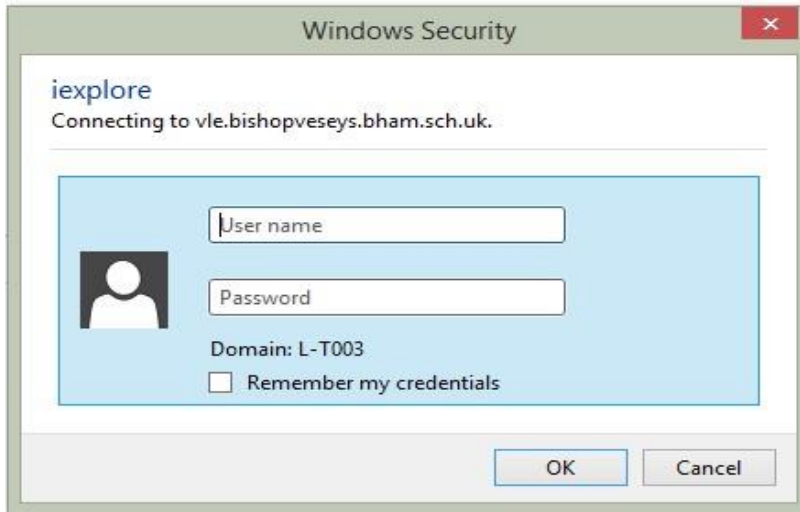 Windows Security
iexplore
Connecting to vle.bishopveseys.bham.sch.uk.
User name
Password
Domain: L-T003
Remember my credentials
OK
Cancel